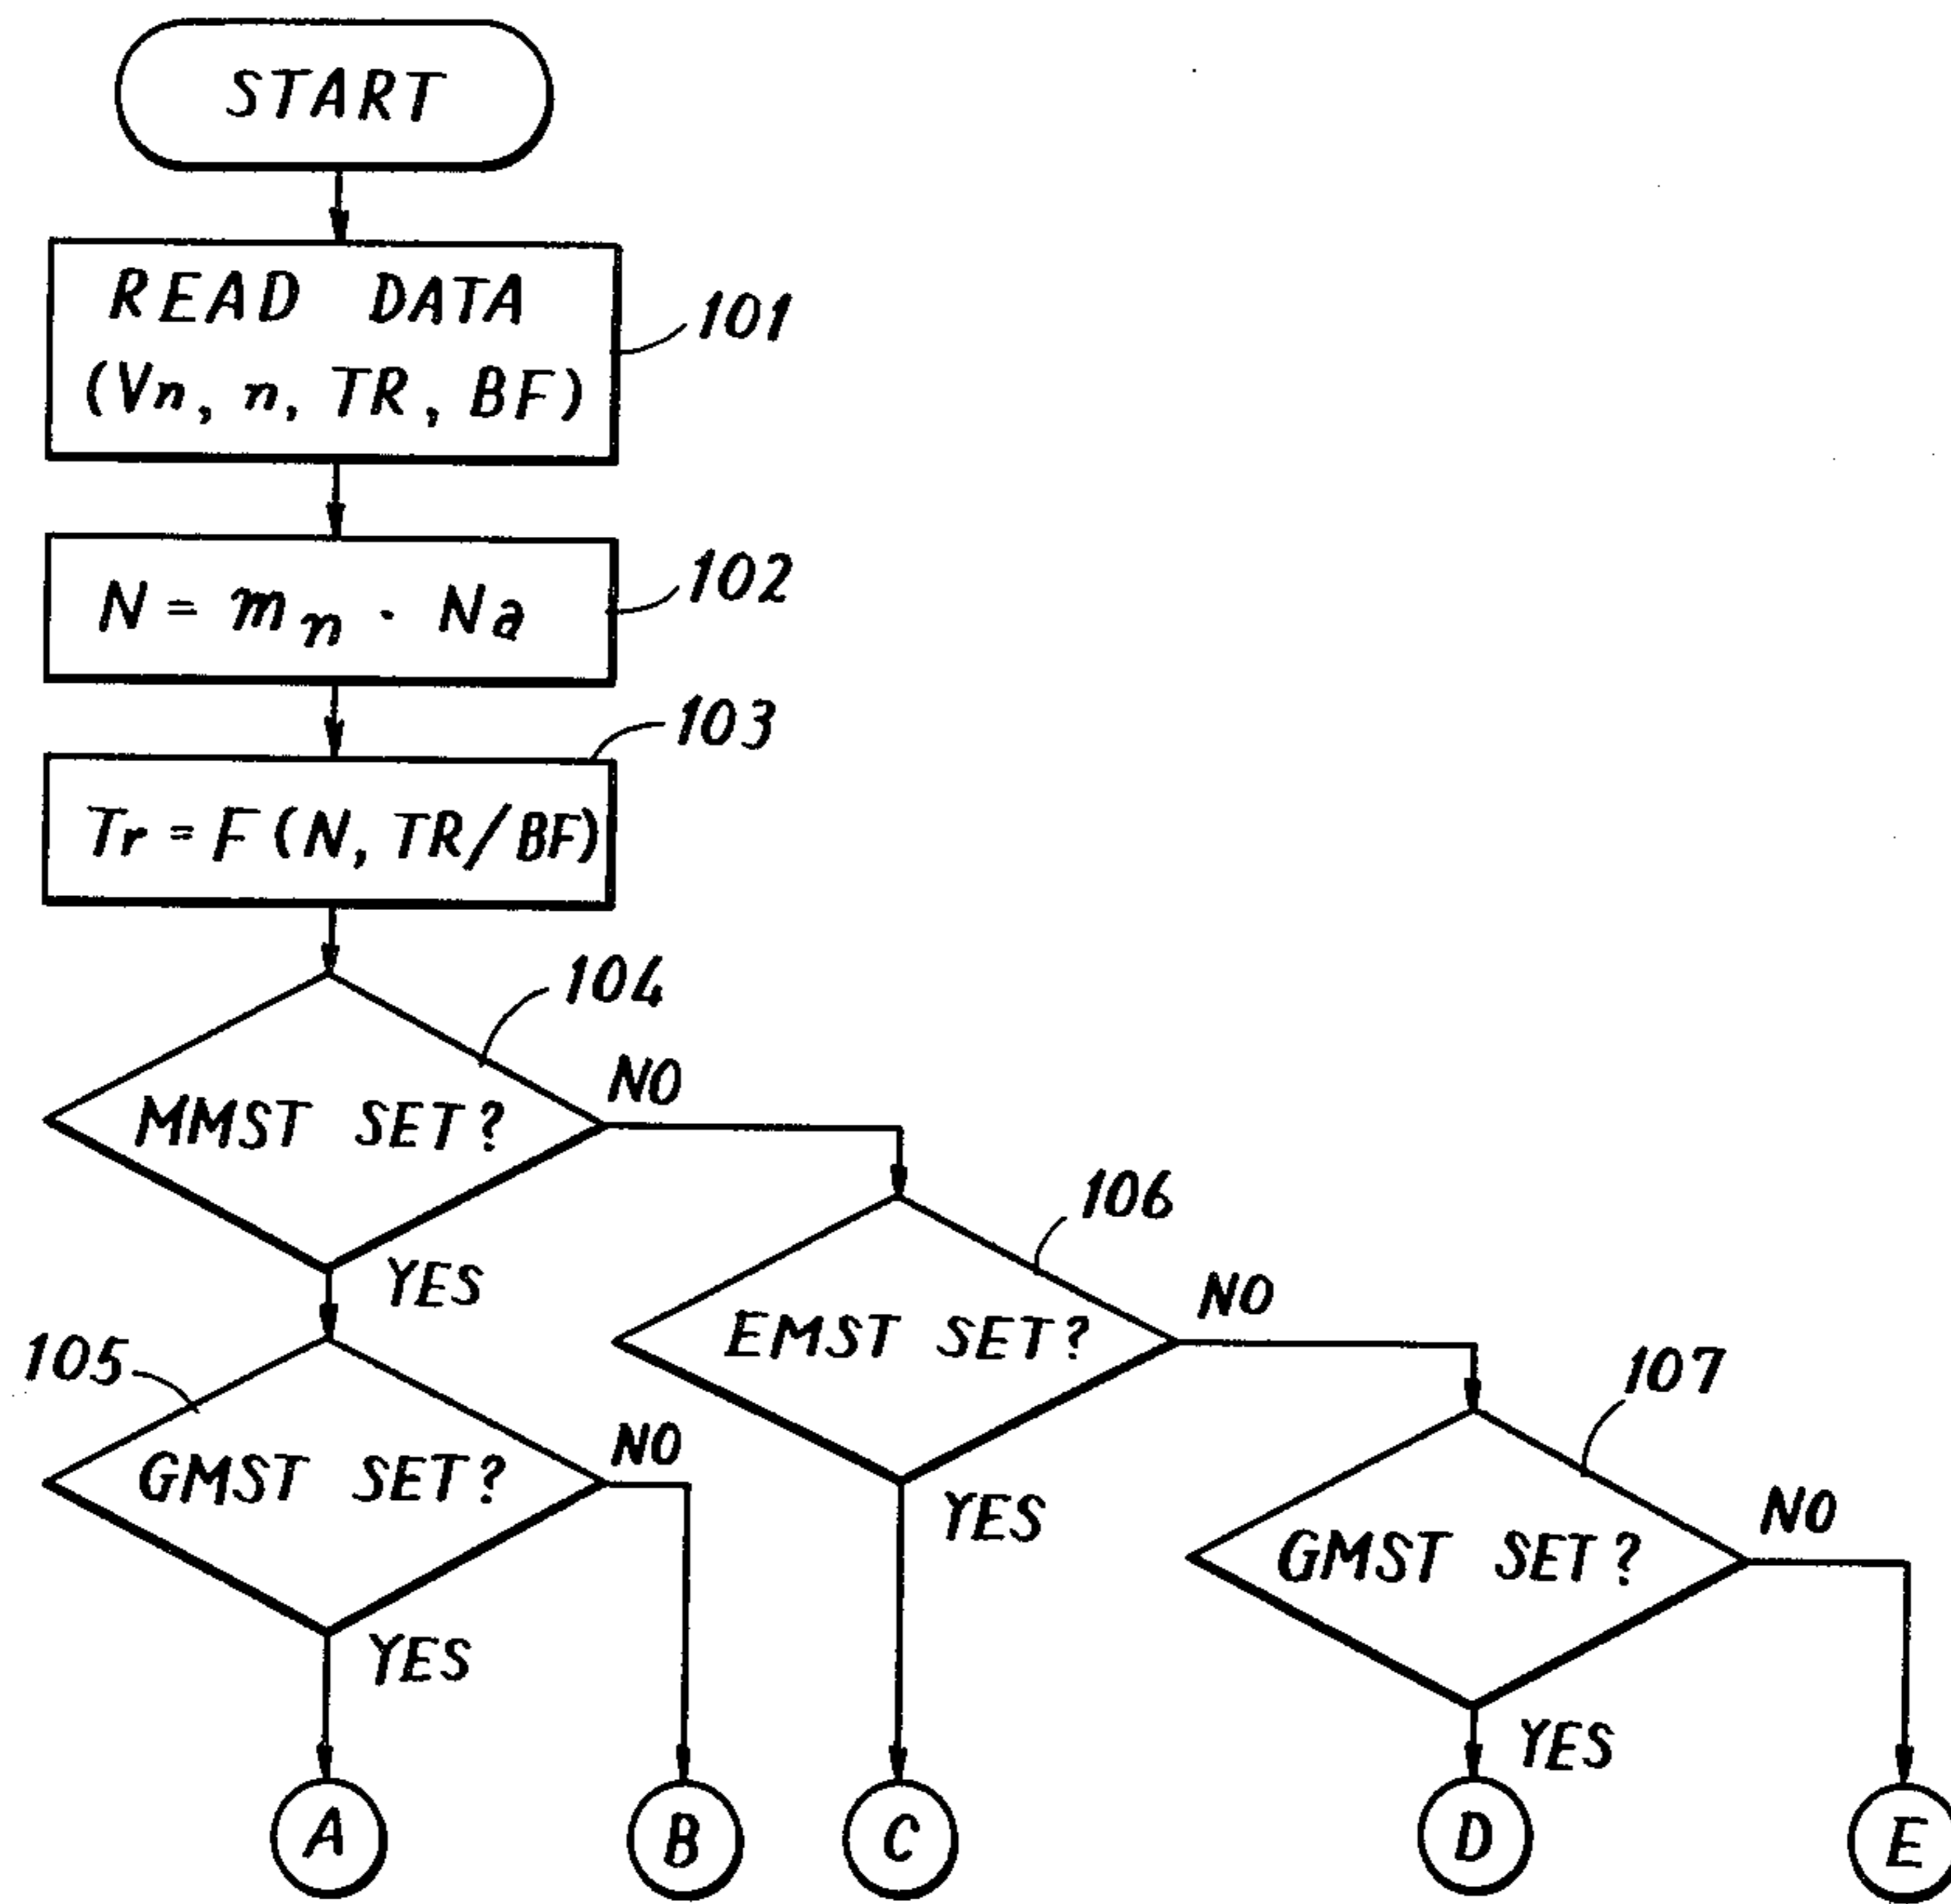 START
READ DATA
(Vn, n, TR, BF)
101
N = mn · Na
102
103
Tr = F (N, TR/BF)
104
MMST SET?
NO
YES
106
EMST SET?
NO
YES
105
GMST SET?
NO
YES
107
GMST SET?
NO
YES
A
B
C
D
E